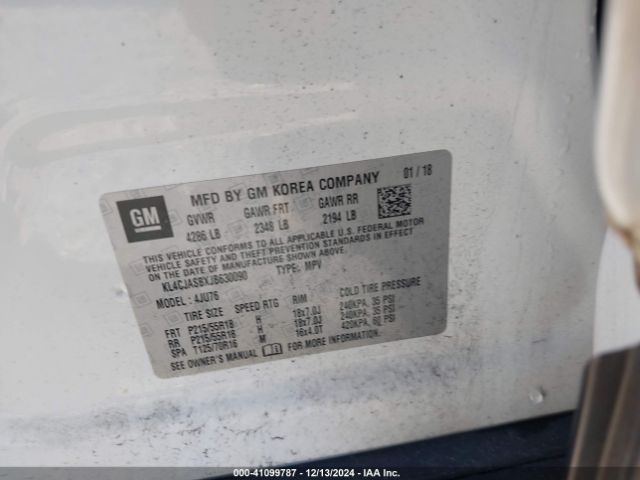 MFD BY GM KOREA COMPANY 01/18
GM
GVWR GAWR FRT GAWR RR
4286 LB 2348 LB 2194 LB
THIS VEHICLE CONFORMS TO ALL APPLICABLE U.S. FEDERAL MOTOR
VEHICLE SAFETY AND THEFT PREVENTION STANDARDS IN EFFECT
ON THE DATE OF MANUFACTURE SHOWN ABOVE.
KL4CJASBXJB630090 TYPE: MPV
MODEL: 4JU76
TIRE SIZE SPEED RTG RIM COLD TIRE PRESSURE
FRT P215/55R18 H 18x7.0J 240KPA, 35 PSI
RR P215/55R18 H 18x7.0J 240KPA, 35 PSI
SPA T125/70R16 M 16x4.0T 420KPA, 60 PSI
SEE OWNER'S MANUAL FOR MORE INFORMATION.
000-41099787 - 12/13/2024 - IAA Inc.